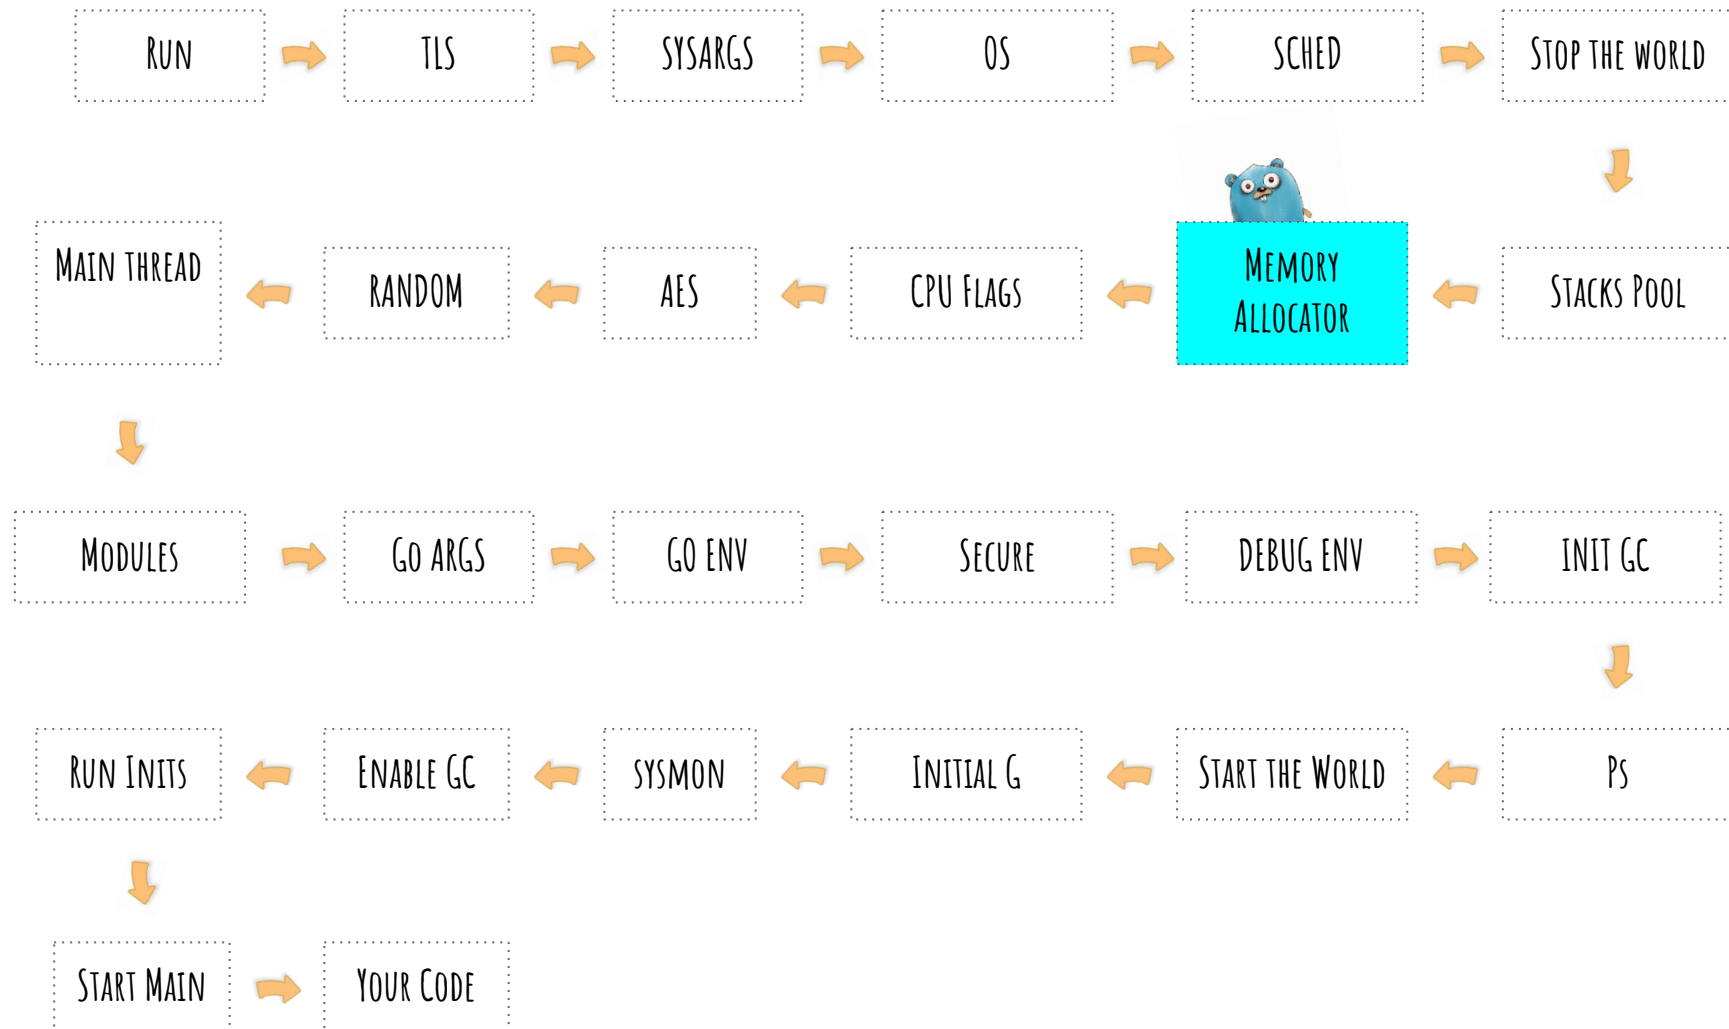 Run
TLS
SYSARGS
OS
SCHED
Stop the world
Stacks Pool
Memory
Allocator
CPU Flags
AES
RANDOM
Main thread
Modules
Go ARGS
GO ENV
Secure
DEBUG ENV
INIT GC
Ps
Start the World
Initial G
sysmon
Enable GC
Run Inits
Start Main
Your Code